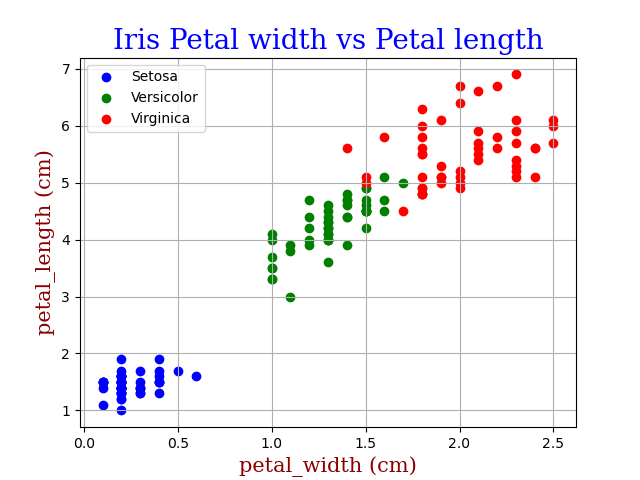 Iris Petal width vs Petal length
Setosa
Versicolor
Virginica
petal_length (cm)
7
6
5
4
3
2
1
0.0 0.5 1.0 1.5 2.0 2.5
petal_width (cm)